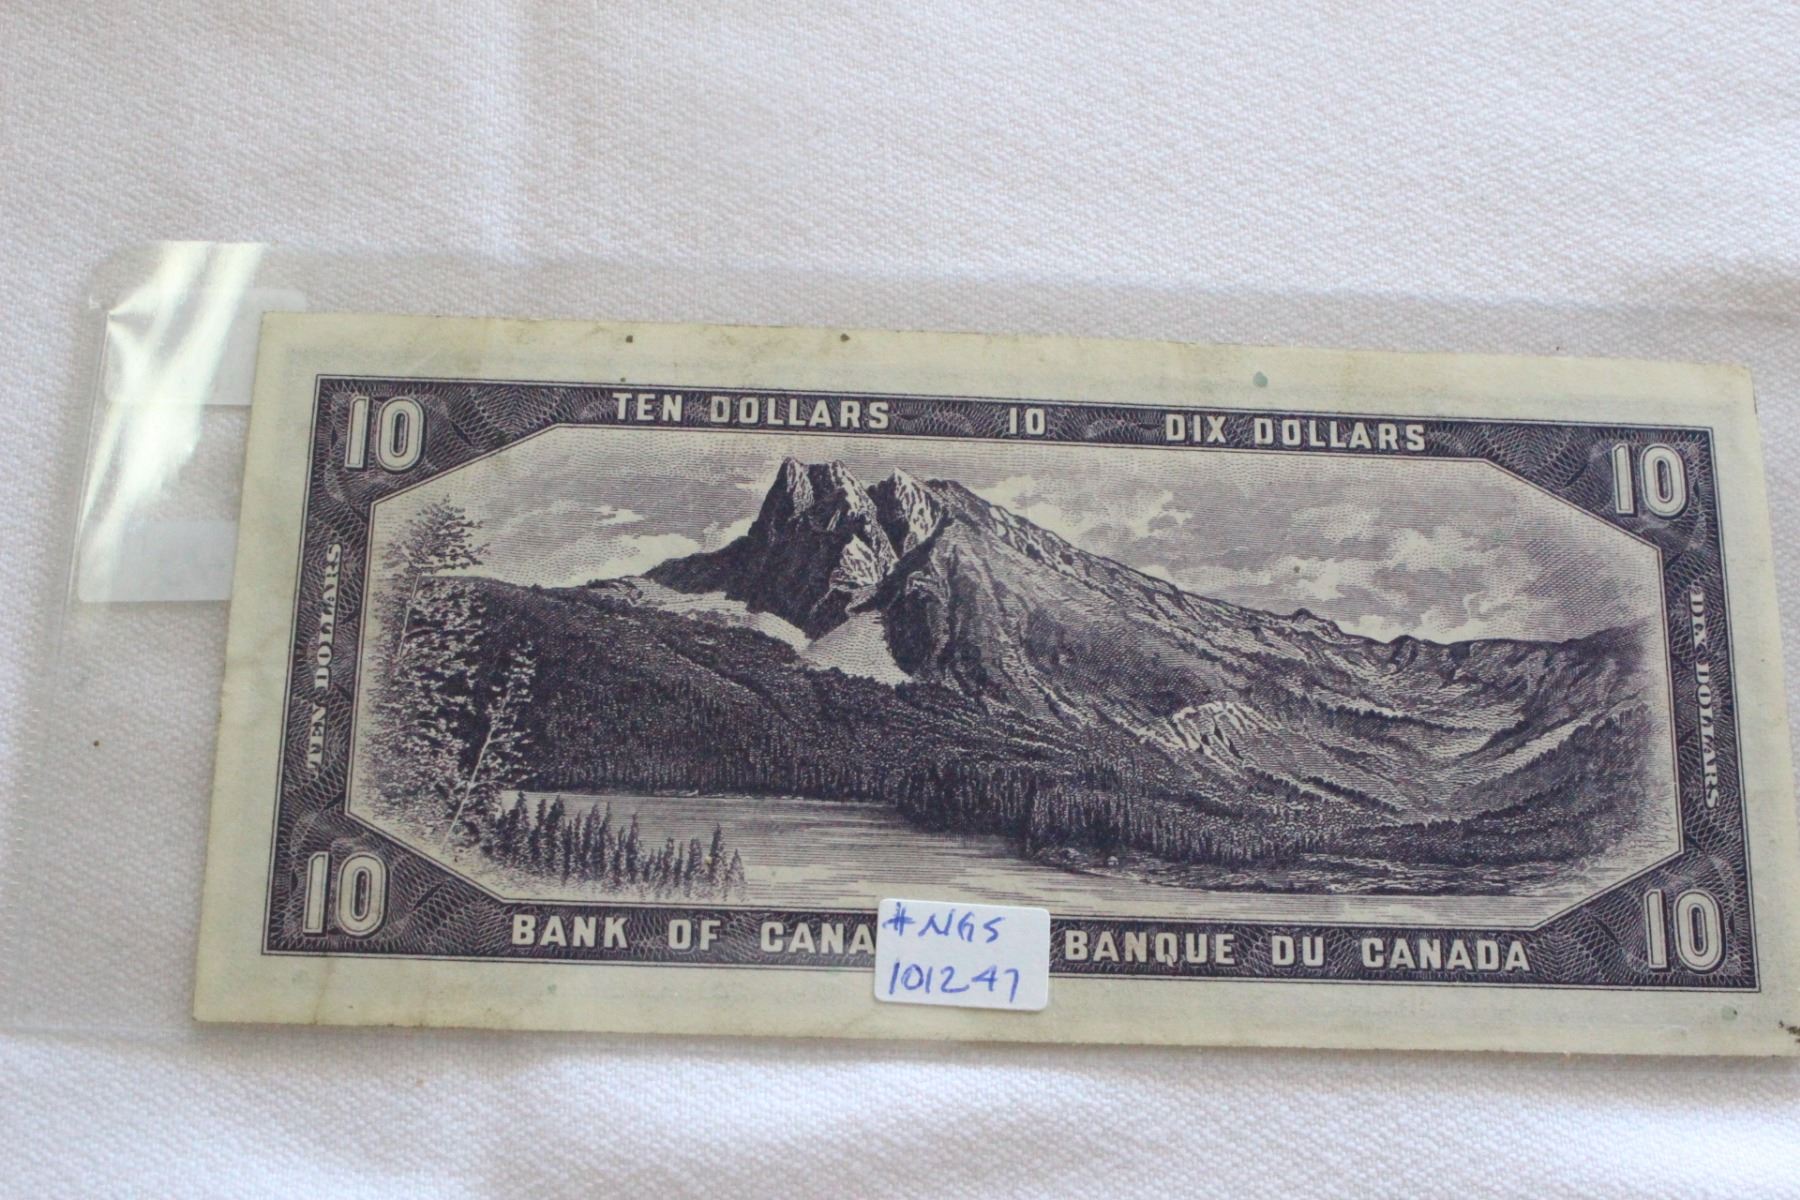 10 TEN DOLLARS 10 DIX DOLLARS 10
TEN DOLLARS
DIX DOLLARS
10 BANK OF CANA BANQUE DU CANADA 10
#NGS
101247